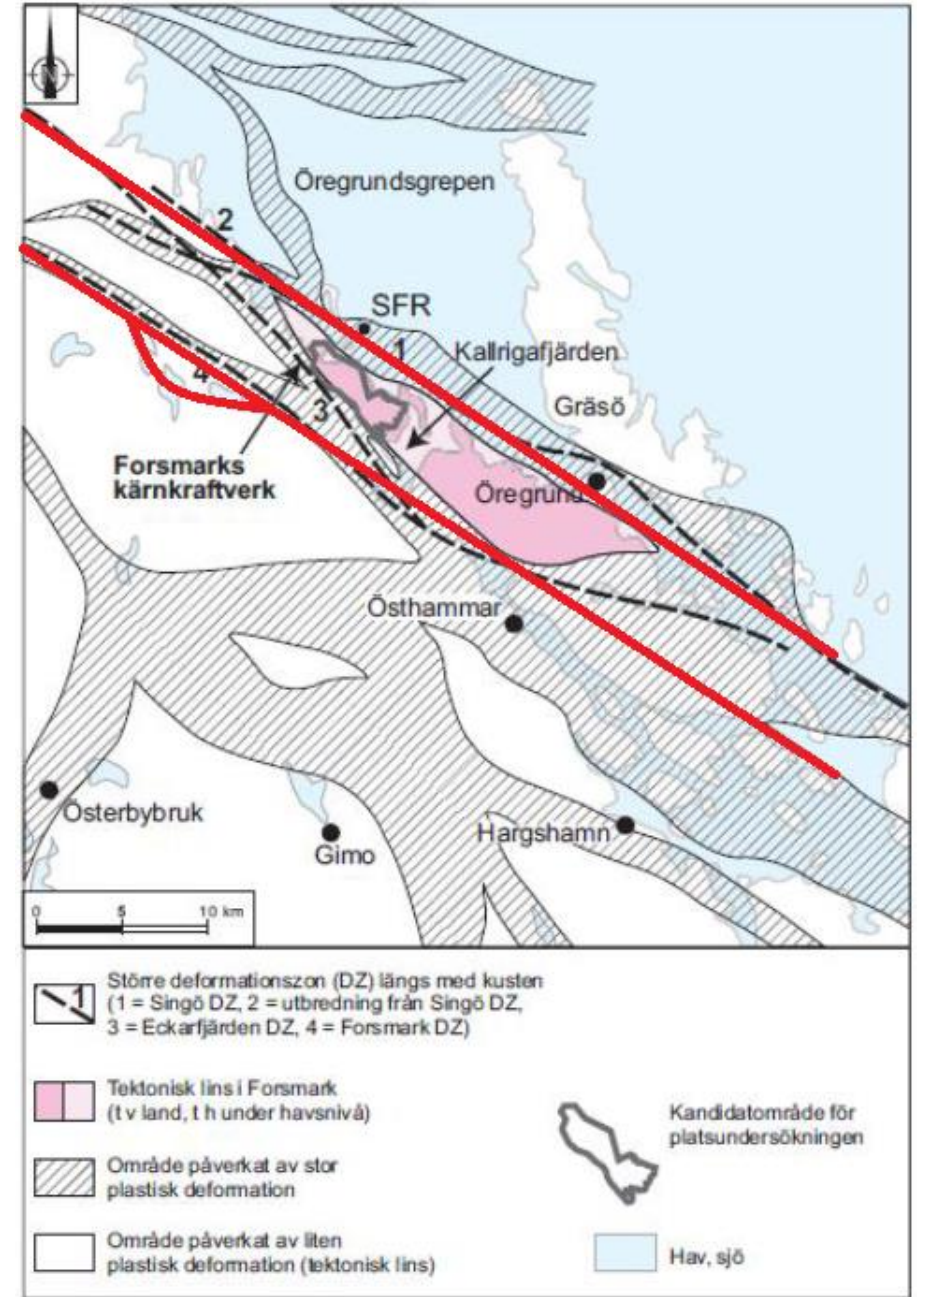 N
Öregrundsgrepen
2
SFR
1
Kallrigafjärden
4
3
Gräsö
Forsmarks
kärnkraftverk
Öregrund
Östhammar
Österbybruk
Gimo
Hargshamn
0 5 10 km
1
Större deformationszon (DZ) längs med kusten
(1 = Singö DZ, 2 = utbredning från Singö DZ,
3 = Eckarfjärden DZ, 4 = Forsmark DZ)
Tektonisk lins i Forsmark
(t v land, t h under havsnivå)
Kandidatområde för
platsundersökningen
Område påverkat av stor
plastisk deformation
Område påverkat av liten
plastisk deformation (tektonisk lins)
Hav, sjö